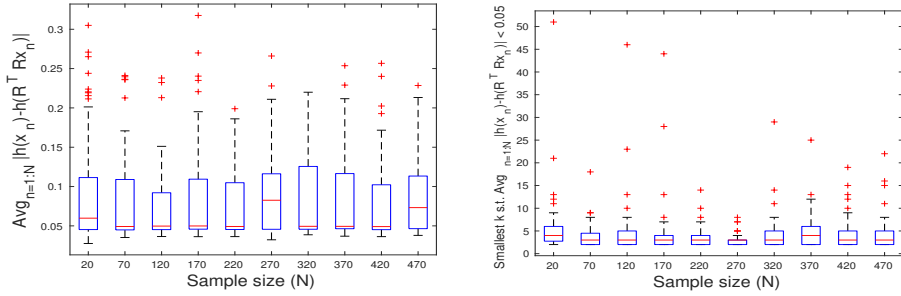 Avg_{n=1:N} |h(x_n)-h(R^T Rx_n)|
0.3
0.25
0.2
0.15
0.1
0.05
20 70 120 170 220 270 320 370 420 470
Sample size (N)
Smallest k s.t. Avg_{n=1:N} |h(x_n)-h(R^T Rx_n)| < 0.05
50
45
40
35
30
25
20
15
10
5
0
20 70 120 170 220 270 320 370 420 470
Sample size (N)